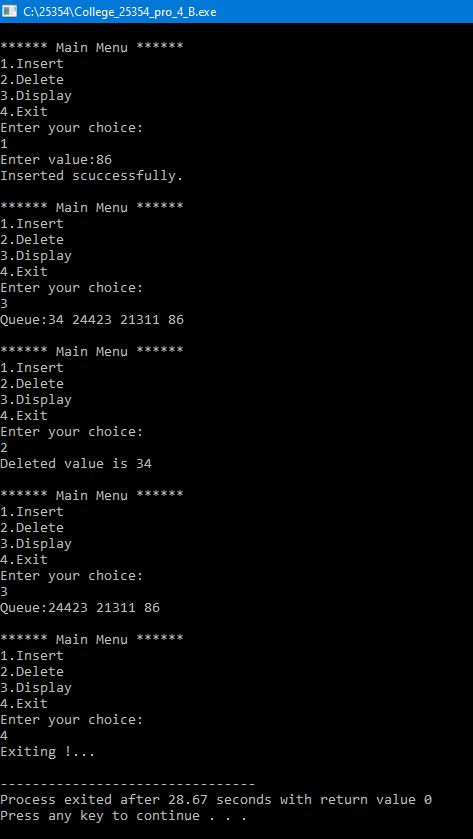 C:\25354\College_25354_pro_4_B.exe
****** Main Menu ******
1.Insert
2.Delete
3.Display
4.Exit
Enter your choice:
1
Enter value:86
Inserted scuccessfully.
****** Main Menu ******
1.Insert
2.Delete
3.Display
4.Exit
Enter your choice:
3
Queue:34 24423 21311 86
****** Main Menu ******
1.Insert
2.Delete
3.Display
4.Exit
Enter your choice:
2
Deleted value is 34
****** Main Menu ******
1.Insert
2.Delete
3.Display
4.Exit
Enter your choice:
3
Queue:24423 21311 86
****** Main Menu ******
1.Insert
2.Delete
3.Display
4.Exit
Enter your choice:
4
Exiting !...
--------------------------------
Process exited after 28.67 seconds with return value 0
Press any key to continue . . .